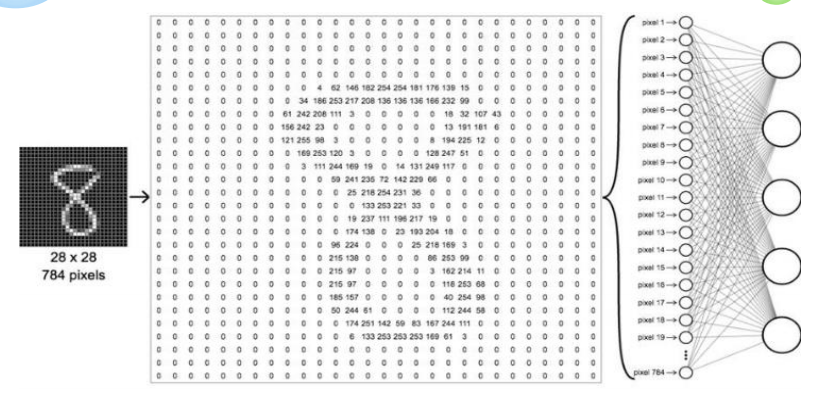 0 0 0 0 0 0 0 0 0 0 0 0 0 0 0 0 0 0 0 0 0 0 0 0 0 0 0 0
0 0 0 0 0 0 0 0 0 0 0 0 0 0 0 0 0 0 0 0 0 0 0 0 0 0 0 0
0 0 0 0 0 0 0 0 0 0 0 0 0 0 0 0 0 0 0 0 0 0 0 0 0 0 0 0
0 0 0 0 0 0 0 0 0 0 0 0 0 0 0 0 0 0 0 0 0 0 0 0 0 0 0 0
0 0 0 0 0 0 0 0 0 0 0 0 0 0 0 0 0 0 0 0 0 0 0 0 0 0 0 0
0 0 0 0 0 0 0 0 0 0 4 62 146 182 254 254 181 176 139 15 0 0 0 0 0 0 0 0
0 0 0 0 0 0 0 0 0 34 186 253 217 208 136 136 136 166 232 99 0 0 0 0 0 0 0 0
0 0 0 0 0 0 0 0 61 242 208 111 3 0 0 0 0 0 18 32 107 43 0 0 0 0 0 0
0 0 0 0 0 0 0 0 156 242 23 0 0 0 0 0 0 0 13 191 181 6 0 0 0 0 0 0
0 0 0 0 0 0 0 0 121 255 98 3 0 0 0 0 0 8 194 225 12 0 0 0 0 0 0 0
0 0 0 0 0 0 0 0 0 169 253 120 3 0 0 0 0 128 247 51 0 0 0 0 0 0 0 0
0 0 0 0 0 0 0 0 0 3 111 244 169 19 0 14 131 249 117 0 0 0 0 0 0 0 0 0
0 0 0 0 0 0 0 0 0 0 0 59 241 235 72 142 229 66 0 0 0 0 0 0 0 0 0 0
0 0 0 0 0 0 0 0 0 0 0 0 25 218 254 231 36 0 0 0 0 0 0 0 0 0 0 0
0 0 0 0 0 0 0 0 0 0 0 0 0 133 253 221 33 0 0 0 0 0 0 0 0 0 0 0
0 0 0 0 0 0 0 0 0 0 0 0 19 237 111 196 217 19 0 0 0 0 0 0 0 0 0 0
0 0 0 0 0 0 0 0 0 0 0 0 174 138 0 23 193 204 18 0 0 0 0 0 0 0 0 0
0 0 0 0 0 0 0 0 0 0 0 96 224 0 0 0 25 218 169 3 0 0 0 0 0 0 0 0
0 0 0 0 0 0 0 0 0 0 0 215 138 0 0 0 0 86 253 99 0 0 0 0 0 0 0 0
0 0 0 0 0 0 0 0 0 0 0 215 97 0 0 0 0 3 162 214 11 0 0 0 0 0 0 0
0 0 0 0 0 0 0 0 0 0 0 215 97 0 0 0 0 0 118 253 68 0 0 0 0 0 0 0
0 0 0 0 0 0 0 0 0 0 0 185 157 0 0 0 0 0 40 254 98 0 0 0 0 0 0 0
0 0 0 0 0 0 0 0 0 0 0 50 244 61 0 0 0 0 112 244 58 0 0 0 0 0 0 0
0 0 0 0 0 0 0 0 0 0 0 0 174 251 142 59 83 167 244 111 0 0 0 0 0 0 0 0
0 0 0 0 0 0 0 0 0 0 0 0 6 133 253 253 253 169 61 3 0 0 0 0 0 0 0 0
0 0 0 0 0 0 0 0 0 0 0 0 0 0 0 0 0 0 0 0 0 0 0 0 0 0 0 0
0 0 0 0 0 0 0 0 0 0 0 0 0 0 0 0 0 0 0 0 0 0 0 0 0 0 0 0
0 0 0 0 0 0 0 0 0 0 0 0 0 0 0 0 0 0 0 0 0 0 0 0 0 0 0 0
8
28 x 28
784 pixels
pixel 1
pixel 2
pixel 3
pixel 4
pixel 5
pixel 6
pixel 7
pixel 8
pixel 9
pixel 10
pixel 11
pixel 12
pixel 13
pixel 14
pixel 15
pixel 16
pixel 17
pixel 18
pixel 19
pixel 784